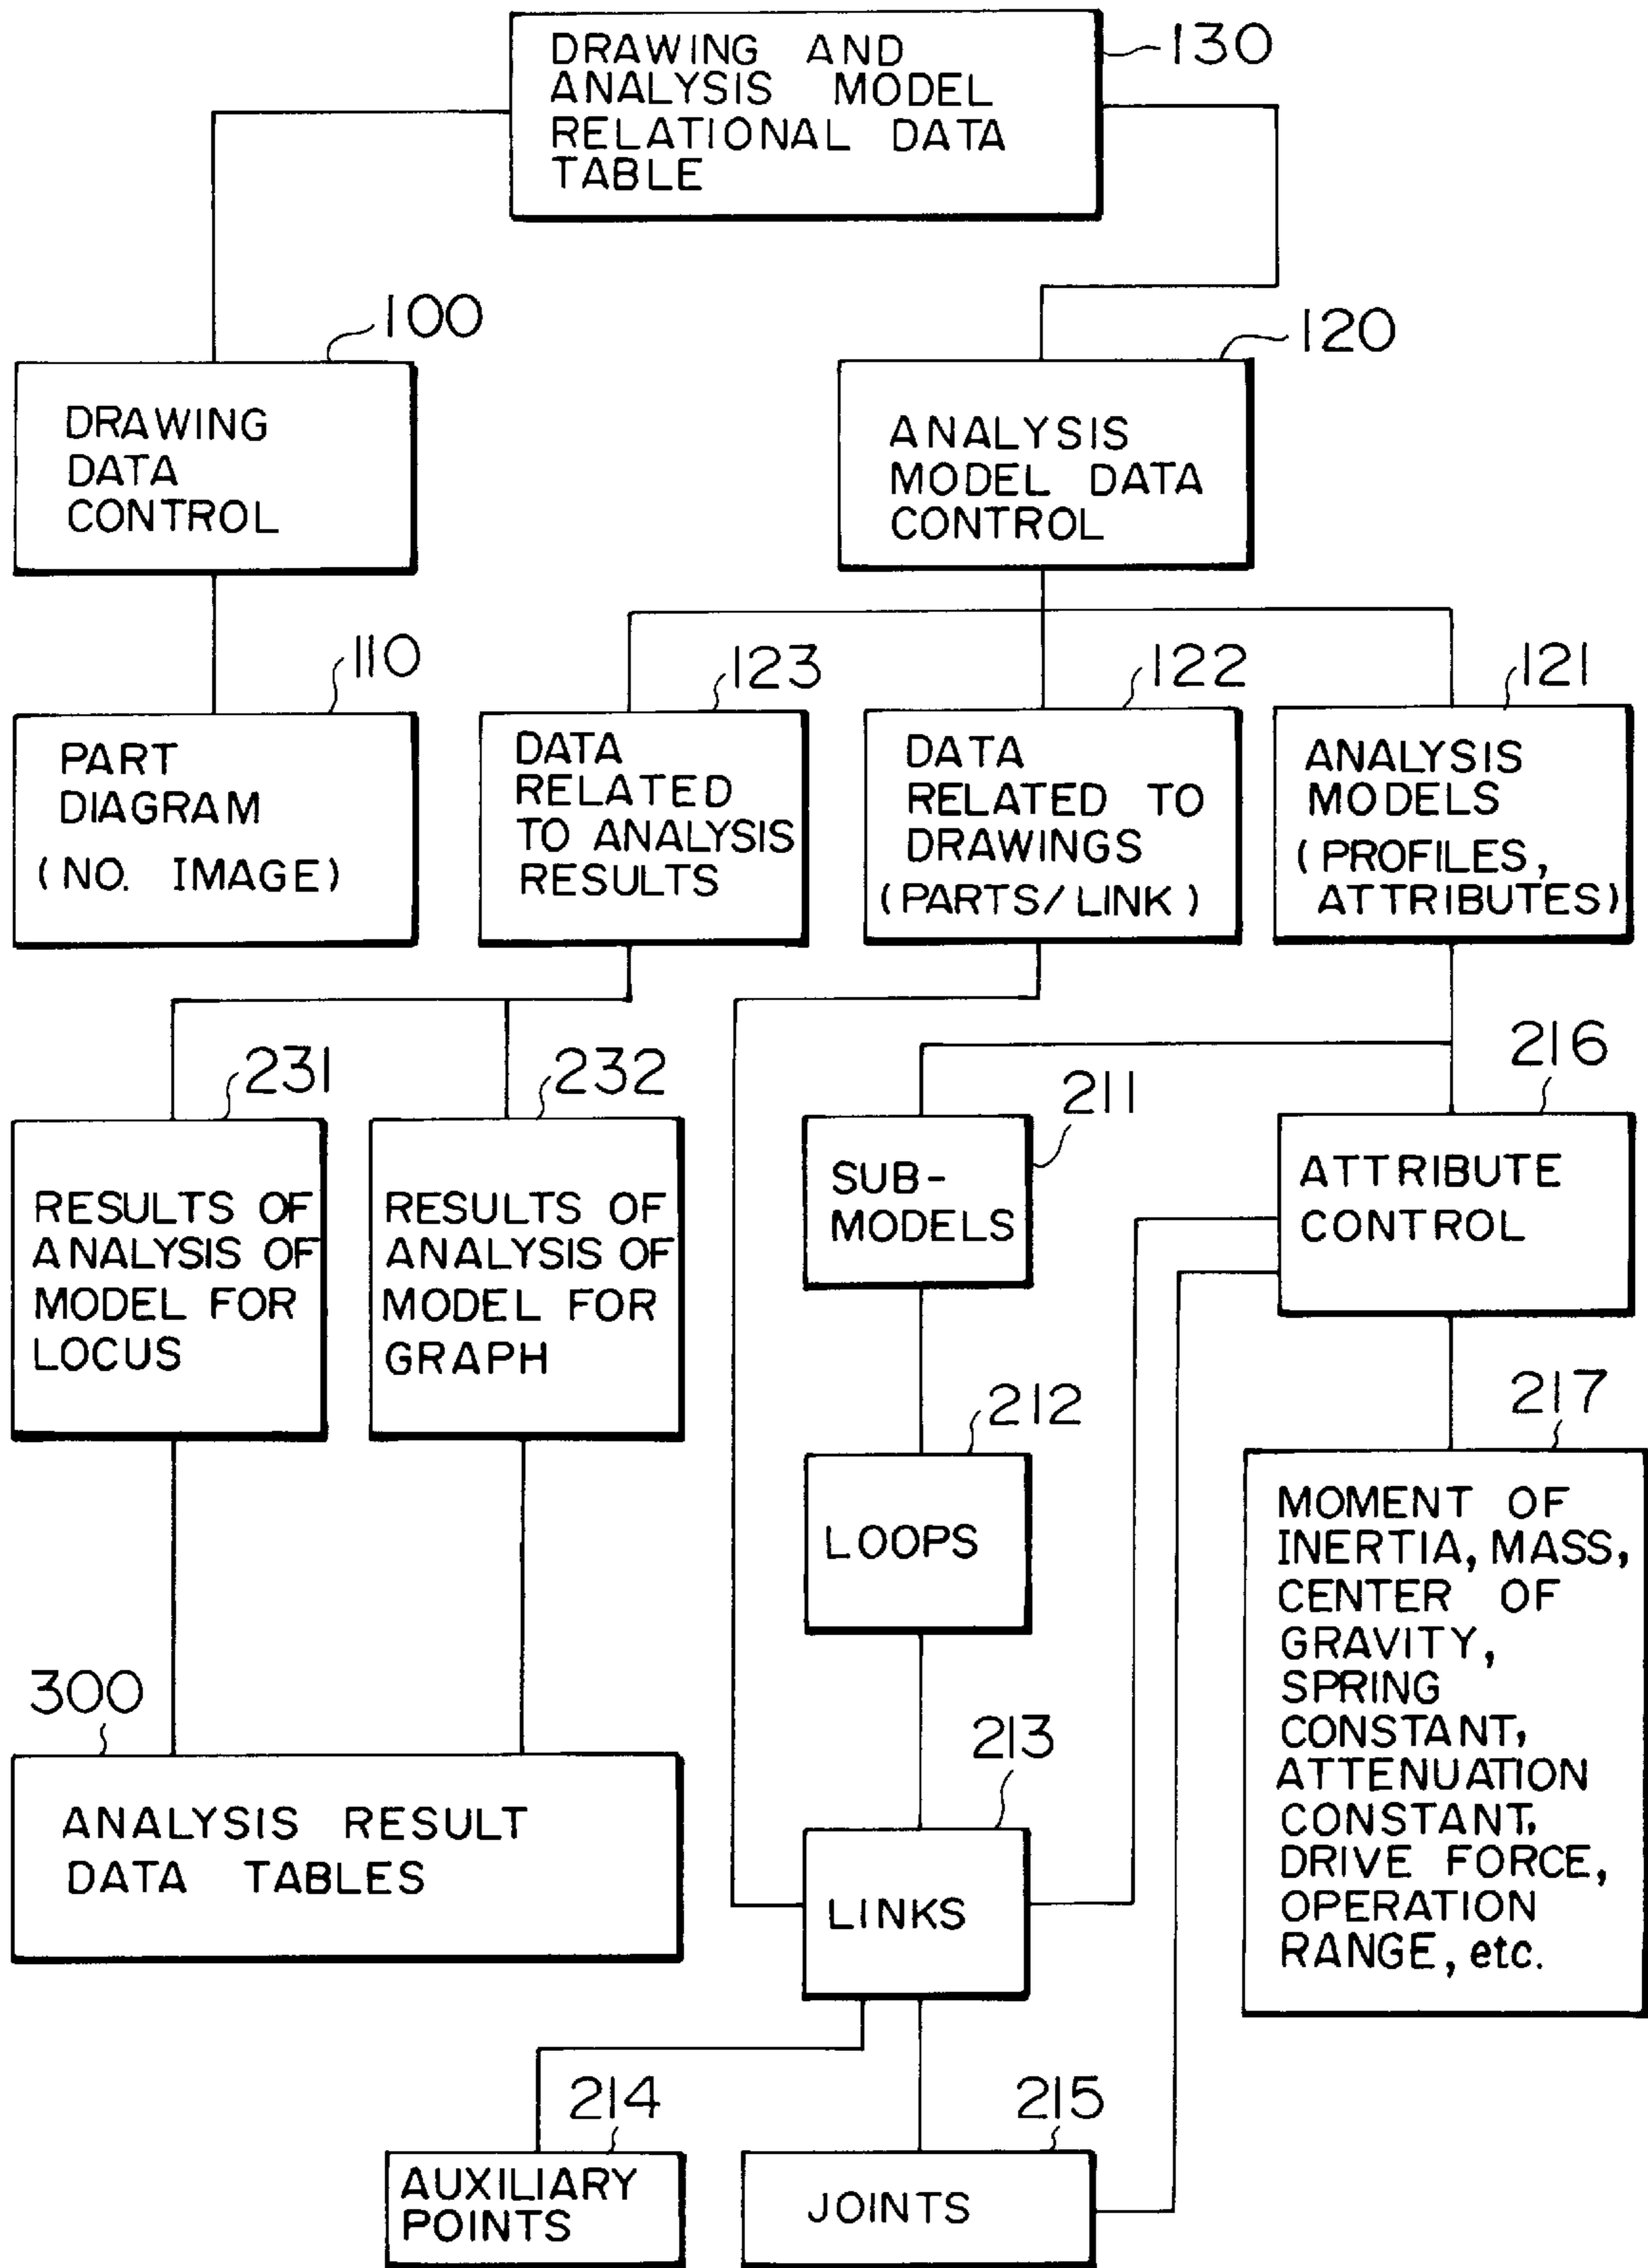 130
DRAWING AND
ANALYSIS MODEL
RELATIONAL DATA
TABLE
100
DRAWING
DATA
CONTROL
120
ANALYSIS
MODEL DATA
CONTROL
110
PART
DIAGRAM
(NO. IMAGE)
123
DATA
RELATED
TO ANALYSIS
RESULTS
122
DATA
RELATED TO
DRAWINGS
(PARTS/LINK)
121
ANALYSIS
MODELS
(PROFILES,
ATTRIBUTES)
231
RESULTS OF
ANALYSIS OF
MODEL FOR
LOCUS
232
RESULTS OF
ANALYSIS OF
MODEL FOR
GRAPH
211
SUB-
MODELS
216
ATTRIBUTE
CONTROL
212
LOOPS
217
MOMENT OF
INERTIA, MASS,
CENTER OF
GRAVITY,
SPRING
CONSTANT,
ATTENUATION
CONSTANT,
DRIVE FORCE,
OPERATION
RANGE, etc.
300
ANALYSIS RESULT
DATA TABLES
213
LINKS
214
AUXILIARY
POINTS
215
JOINTS